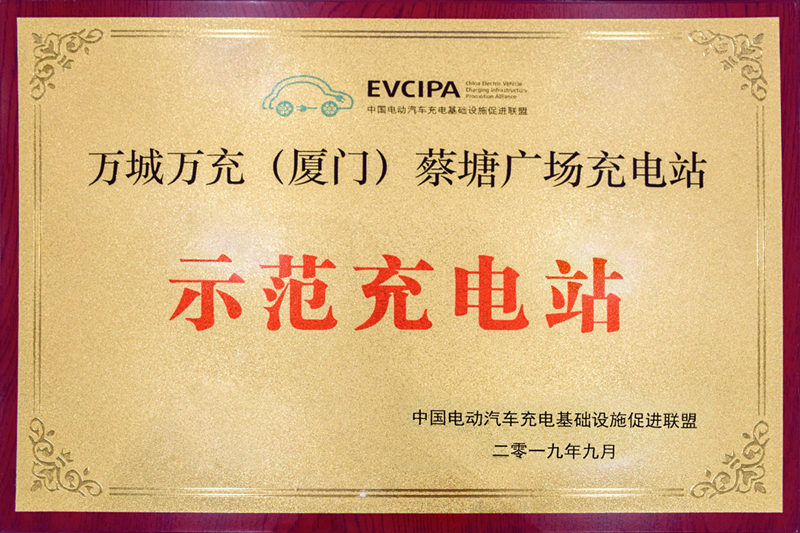 EVCIPA
China Electric Vehicle
Charging Infrastructure
Promotion Alliance
中国电动汽车充电基础设施促进联盟
万城万充（厦门）蔡塘广场充电站
示范充电站
中国电动汽车充电基础设施促进联盟
二零一九年九月